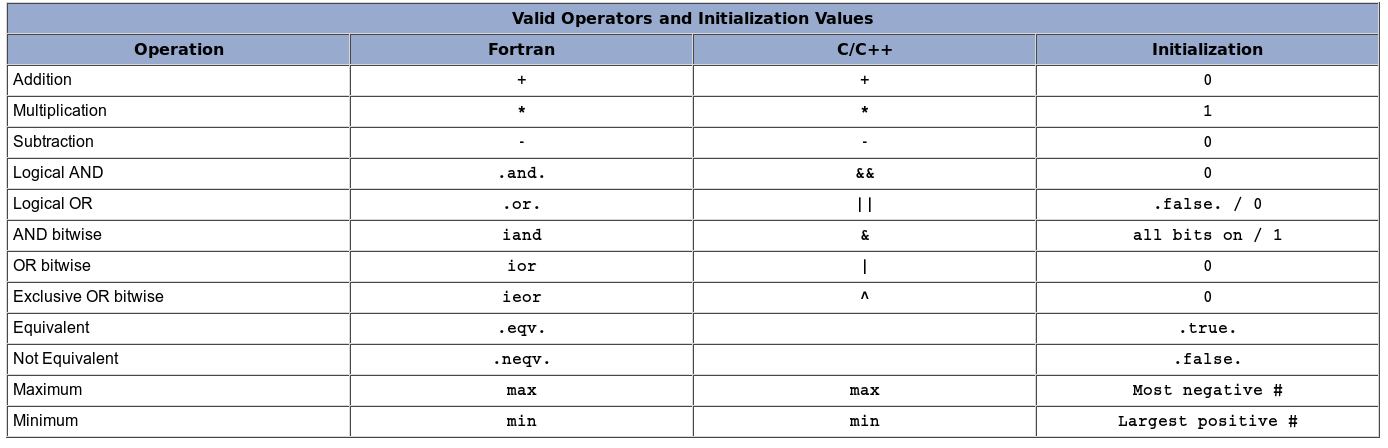 Valid Operators and Initialization Values
Operation Fortran C/C++ Initialization
Addition + + 0
Multiplication * * 1
Subtraction - - 0
Logical AND .and. && 0
Logical OR .or. || .false. / 0
AND bitwise iand & all bits on / 1
OR bitwise ior | 0
Exclusive OR bitwise ieor ^ 0
Equivalent .eqv. .true.
Not Equivalent .neqv. .false.
Maximum max max Most negative #
Minimum min min Largest positive #